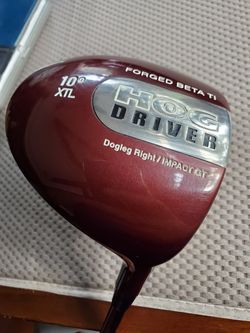 FORGED BETA TI
10°
XTL
HOG
DRIVER
Dogleg Right / IMPACT GT